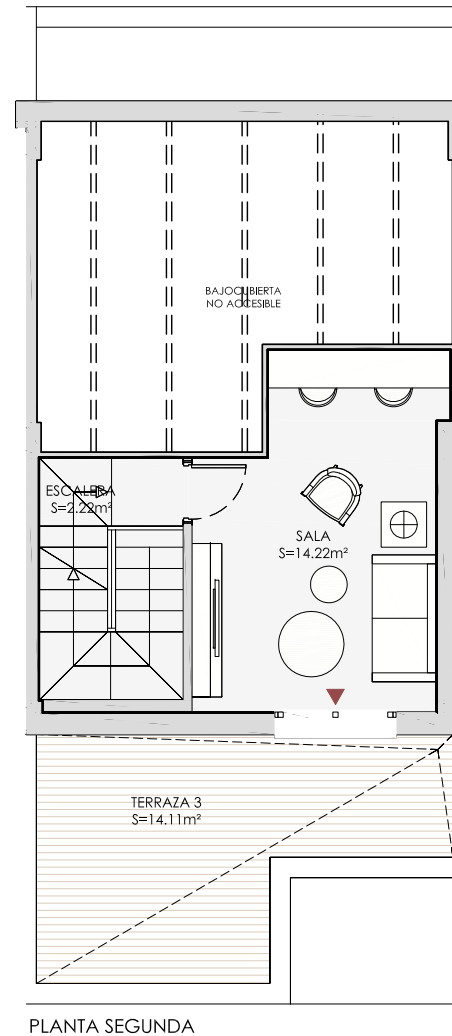 BAJOCUBIERTA
NO ACCESIBLE
ESCALERA
S=2.22m²
SALA
S=14.22m²
TERRAZA 3
S=14.11m²
PLANTA SEGUNDA